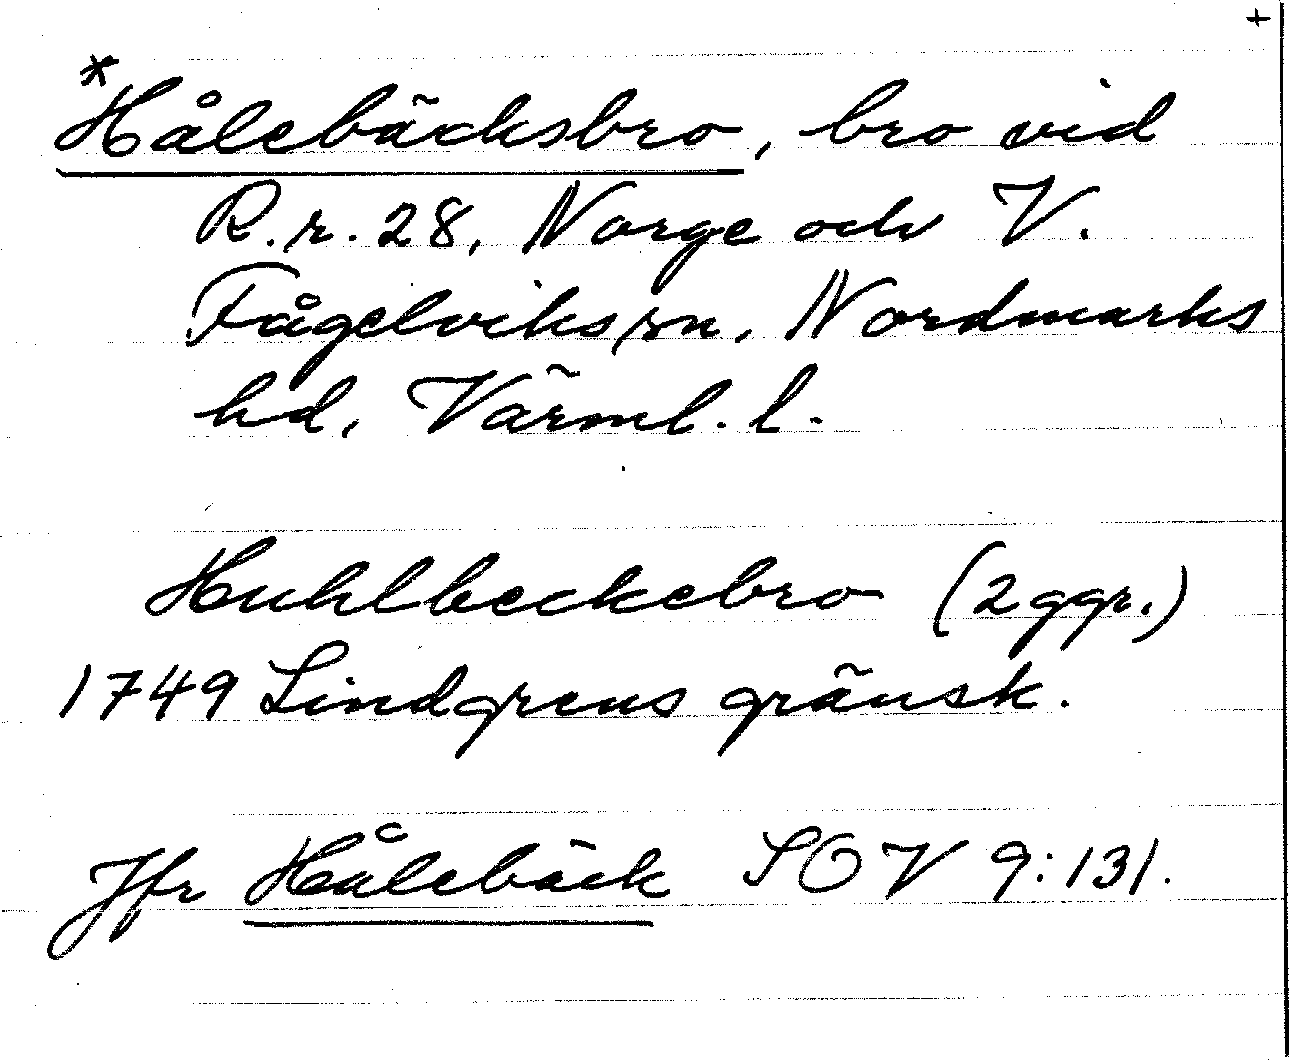 +
*Hålebäcksbro, bro vid
R.r. 28, Norge och V.
Fågelviks sn, Nordmarks
hd, Värml. l.
Huhlbeckebro (2 ggr.)
1749 Lindgrens gränsk.
Jfr Hålebäck SOV 9:131.